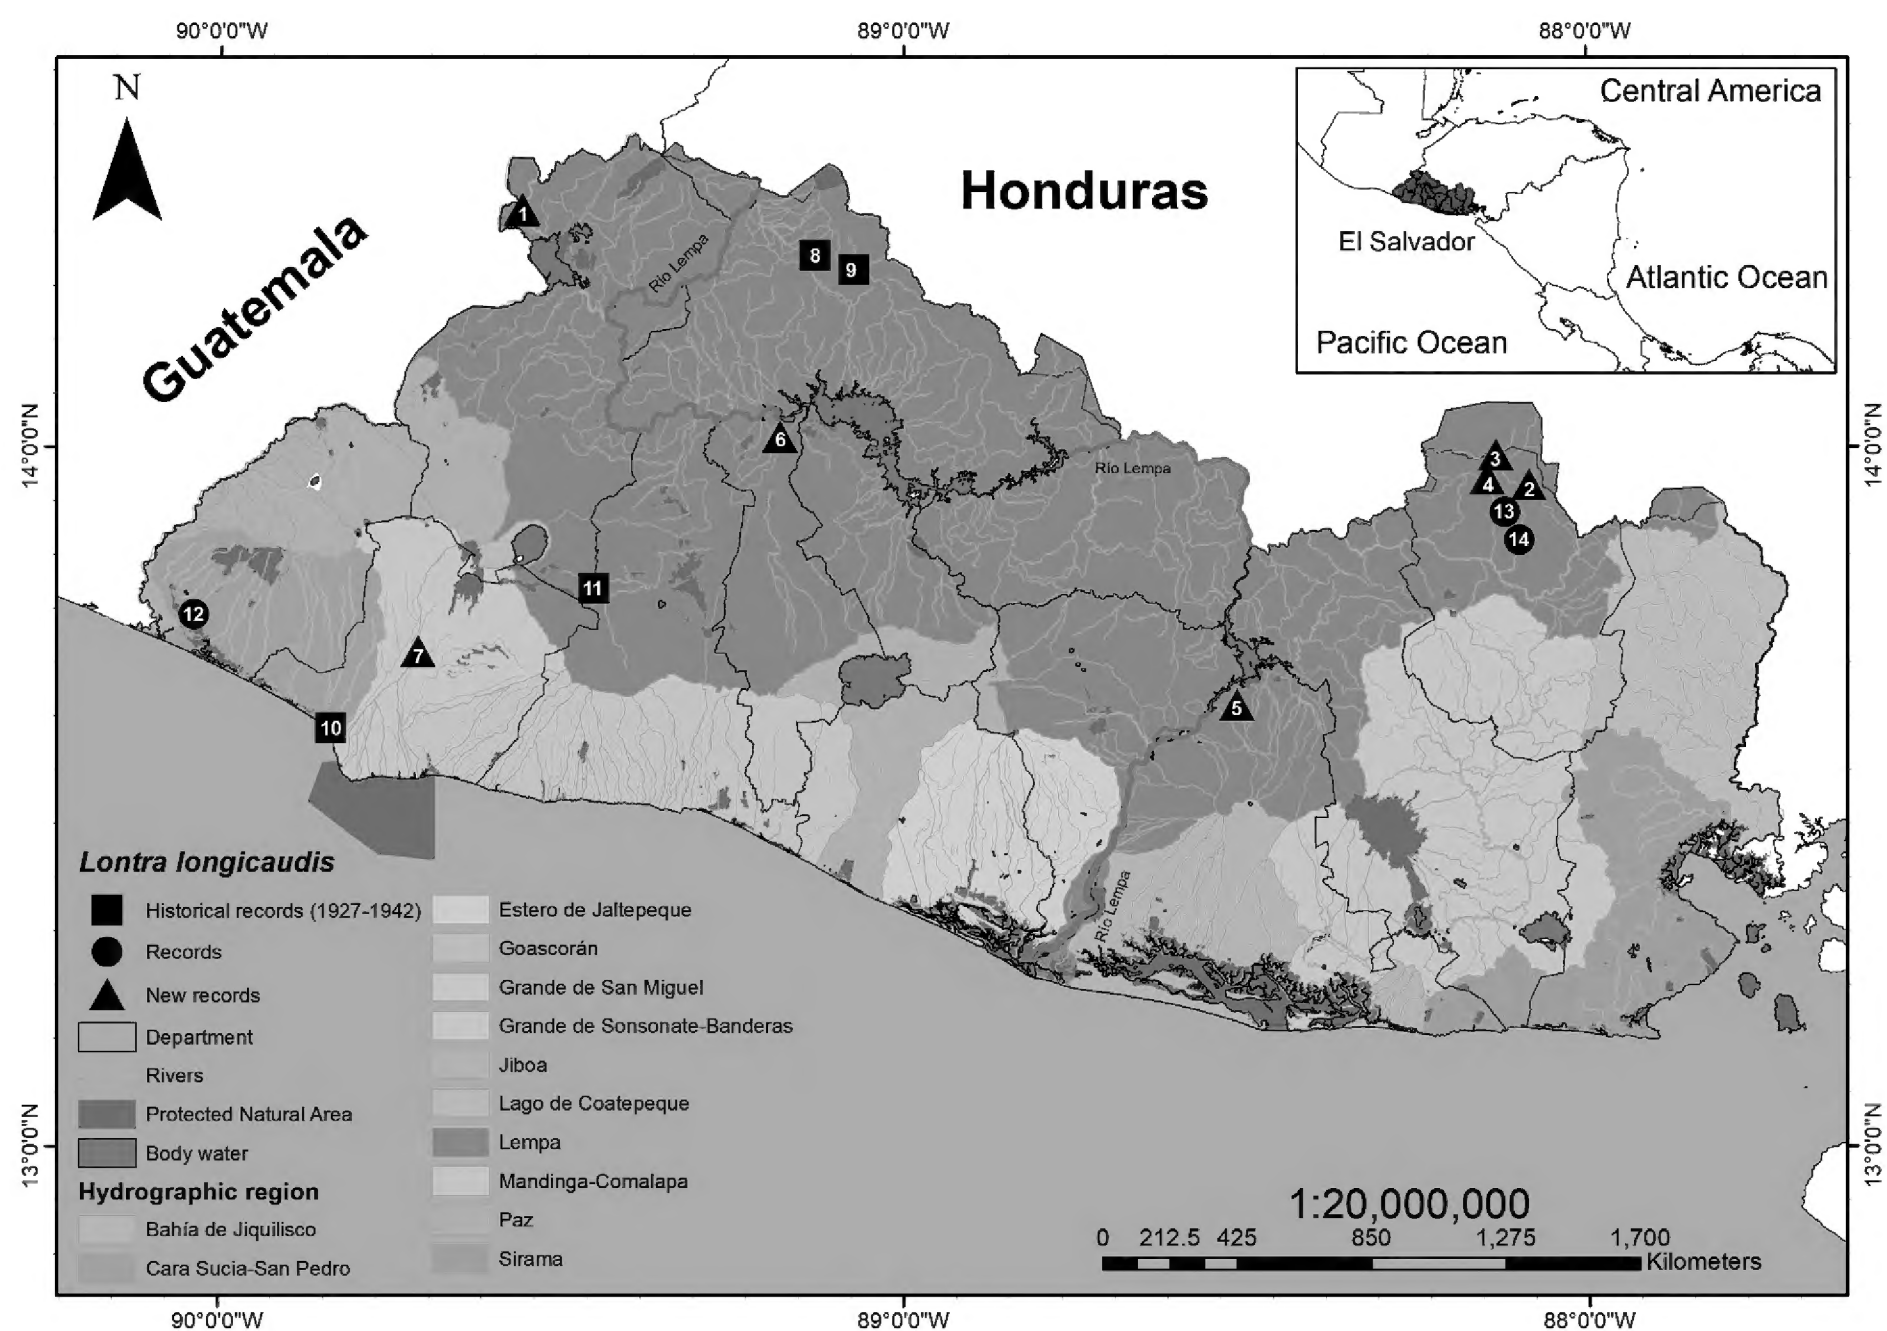 90°0'0"W 89°0'0"W 88°0'0"W
N
Central America
El Salvador
Atlantic Ocean
Pacific Ocean
Honduras
Guatemala
14°0'0"N
14°0'0"N
1
Río Lempa
8
9
6
Río Lempa
3
4
2
13
14
11
12
7
5
10
Río Lempa
Lontra longicaudis
Historical records (1927-1942)
Records
New records
Department
Rivers
Protected Natural Area
Body water
Hydrographic region
Bahía de Jiquilisco
Cara Sucia-San Pedro
Estero de Jaltepeque
Goascorán
Grande de San Miguel
Grande de Sonsonate-Banderas
Jiboa
Lago de Coatepeque
Lempa
Mandinga-Comalapa
Paz
Sirama
13°0'0"N
13°0'0"N
1:20,000,000
0 212.5 425 850 1,275 1,700
Kilometers
90°0'0"W 89°0'0"W 88°0'0"W